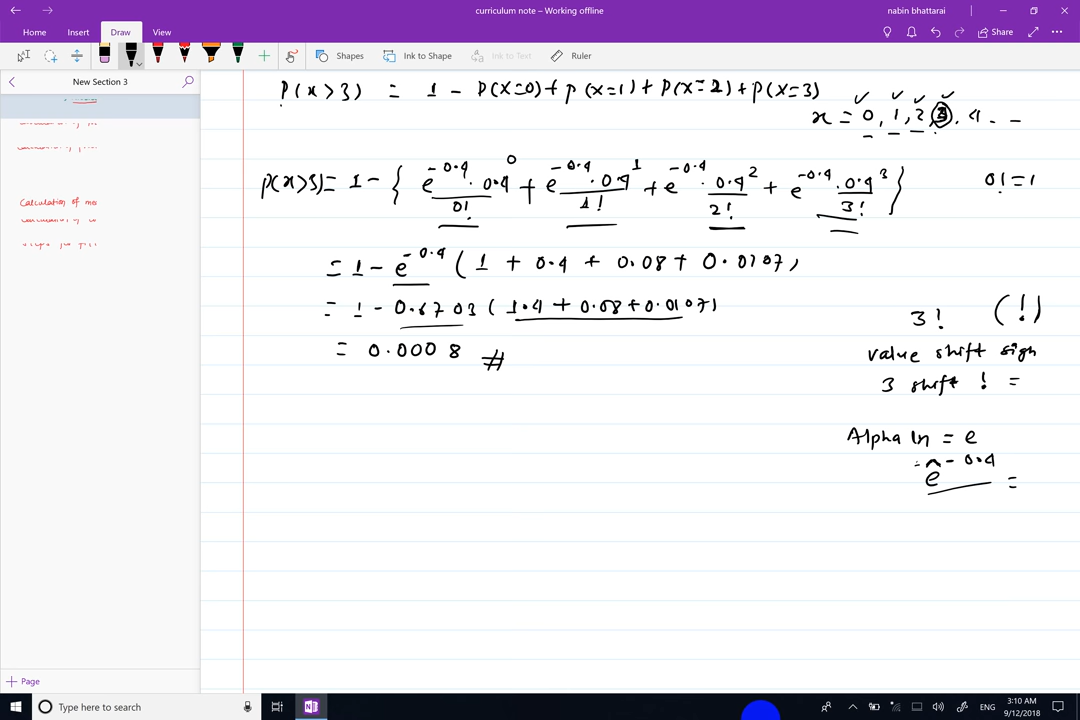 curriculum note – Working offline
nabin bhattarai
Home Insert Draw View
Share
Shapes Ink to Shape Ink to Text Ruler
New Section 3
P(x>3) = 1 - P(X=0)+P(X=1)+P(X=2)+P(X=3)
x = 0, 1, 2, 3, 4 . . –
P(x>3) = 1 - { e^-0.4 . 0.4^0 / 0! + e^-0.4 . 0.4^1 / 1! + e^-0.4 . 0.4^2 / 2! + e^-0.4 . 0.4^3 / 3! }
0! = 1
= 1 - e^-0.4 ( 1 + 0.4 + 0.08 + 0.0107)
= 1 - 0.6703 ( 1.4 + 0.08 + 0.0107)
= 0.0008 #
3! (!)
value shift sign
3 shift ! =
Alpha ln = e
e^-0.4 =
Calculation of
+ Page
Type here to search
ENG
3:10 AM
9/12/2018